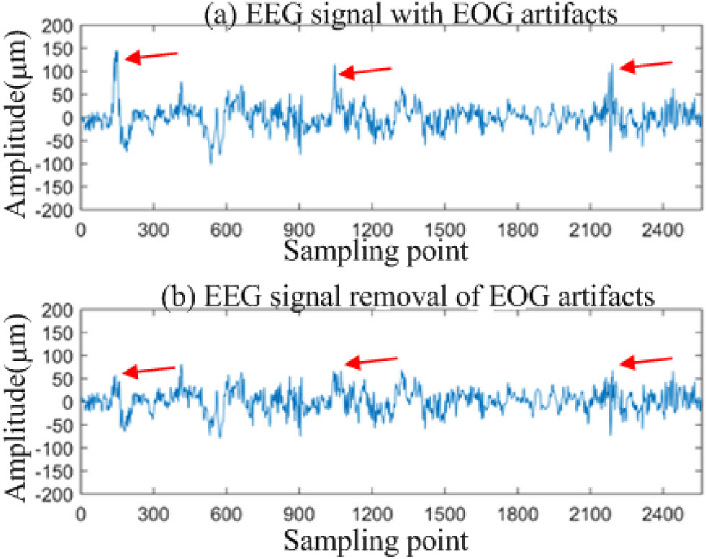 (a) EEG signal with EOG artifacts
200
150
100
50
0
-50
-100
-150
-200
Amplitude(μm)
0 300 600 900 1200 1500 1800 2100 2400
Sampling point
(b) EEG signal removal of EOG artifacts
200
150
100
50
0
-50
-100
-150
-200
Amplitude(μm)
0 300 600 900 1200 1500 1800 2100 2400
Sampling point